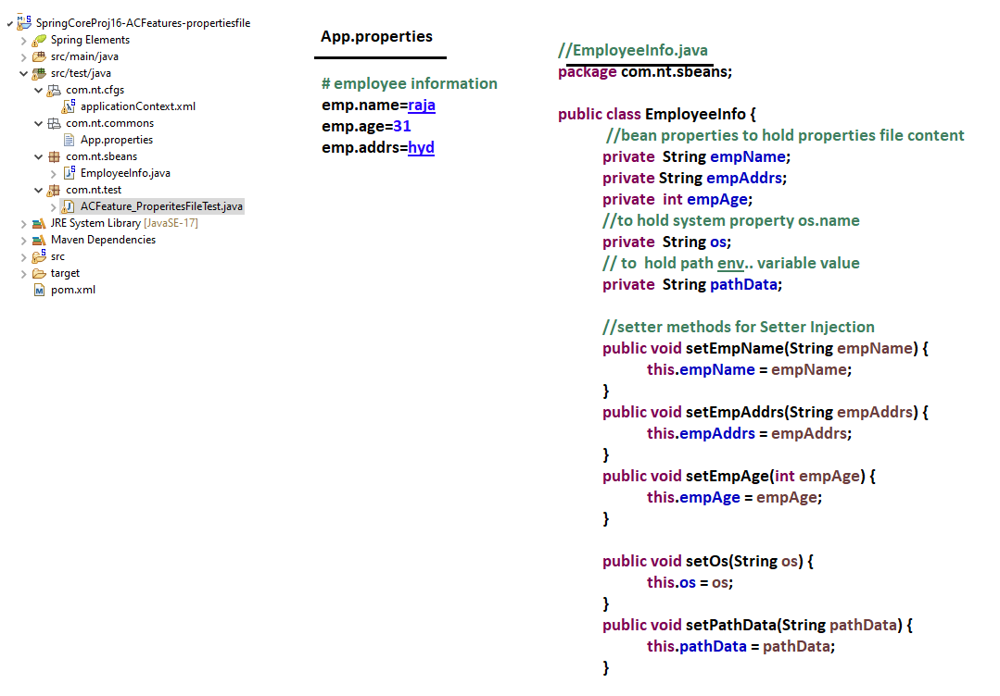 SpringCoreProj16-ACFeatures-propertiesfile
Spring Elements
src/main/java
src/test/java
com.nt.cfgs
applicationContext.xml
com.nt.commons
App.properties
com.nt.sbeans
EmployeeInfo.java
com.nt.test
ACFeature_ProperitesFileTest.java
JRE System Library [JavaSE-17]
Maven Dependencies
src
target
pom.xml
App.properties
# employee information
emp.name=raja
emp.age=31
emp.addrs=hyd
//EmployeeInfo.java
package com.nt.sbeans;
public class EmployeeInfo {
//bean properties to hold properties file content
private String empName;
private String empAddrs;
private int empAge;
//to hold system property os.name
private String os;
// to hold path env.. variable value
private String pathData;
//setter methods for Setter Injection
public void setEmpName(String empName) {
this.empName = empName;
}
public void setEmpAddrs(String empAddrs) {
this.empAddrs = empAddrs;
}
public void setEmpAge(int empAge) {
this.empAge = empAge;
}
public void setOs(String os) {
this.os = os;
}
public void setPathData(String pathData) {
this.pathData = pathData;
}